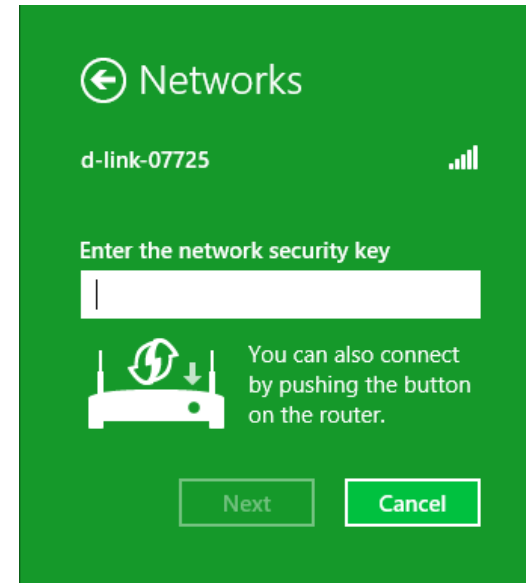 Networks
d-link-07725
Enter the network security key
You can also connect
by pushing the button
on the router.
Next
Cancel